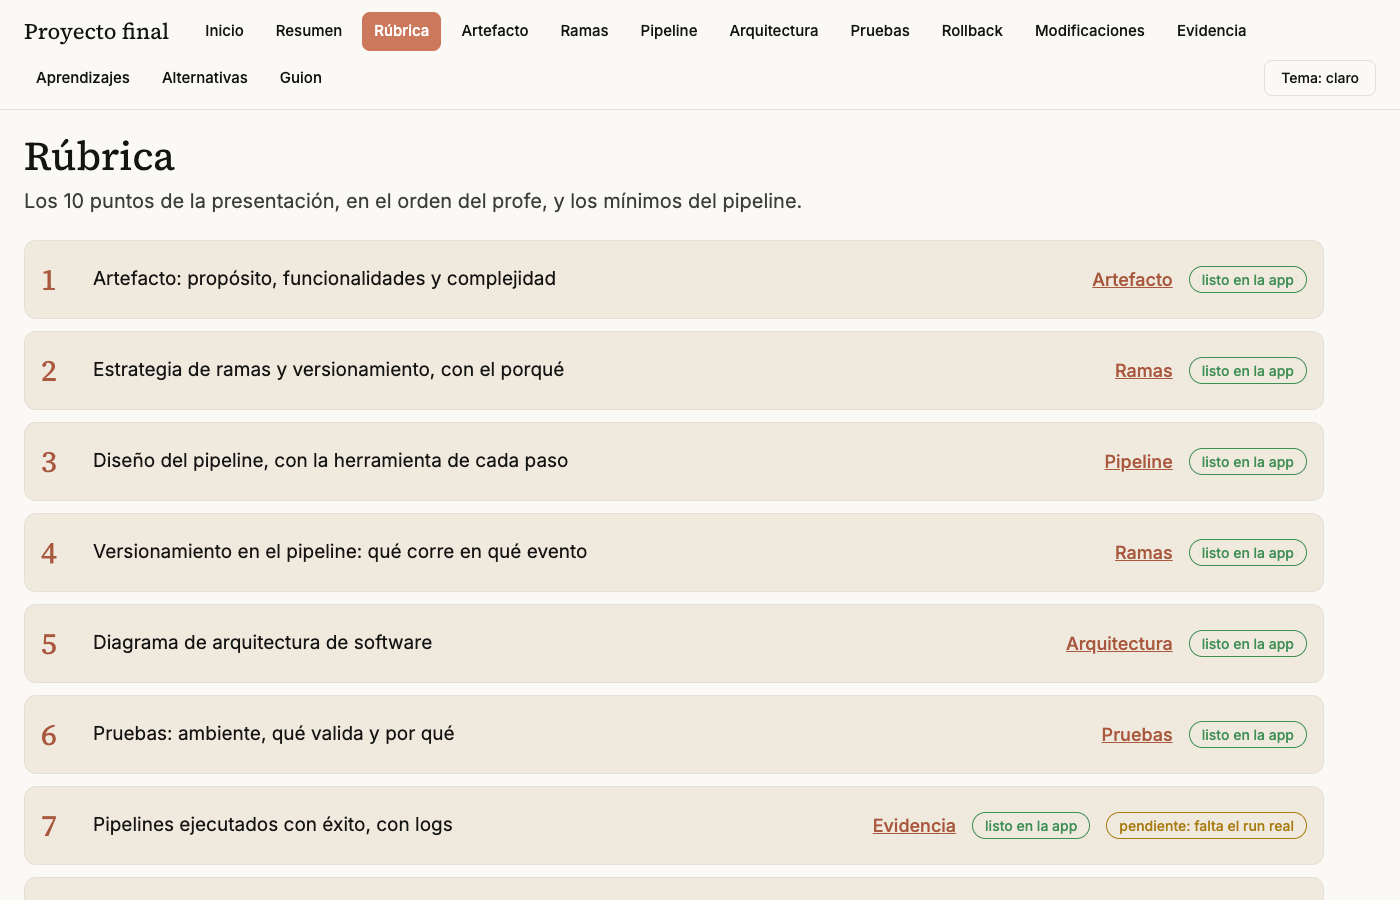 Proyecto final Inicio Resumen Rúbrica Artefacto Ramas Pipeline Arquitectura Pruebas Rollback Modificaciones Evidencia
Aprendizajes Alternativas Guion Tema: claro
Rúbrica
Los 10 puntos de la presentación, en el orden del profe, y los mínimos del pipeline.
1 Artefacto: propósito, funcionalidades y complejidad Artefacto listo en la app
2 Estrategia de ramas y versionamiento, con el porqué Ramas listo en la app
3 Diseño del pipeline, con la herramienta de cada paso Pipeline listo en la app
4 Versionamiento en el pipeline: qué corre en qué evento Ramas listo en la app
5 Diagrama de arquitectura de software Arquitectura listo en la app
6 Pruebas: ambiente, qué valida y por qué Pruebas listo en la app
7 Pipelines ejecutados con éxito, con logs Evidencia listo en la app pendiente: falta el run real